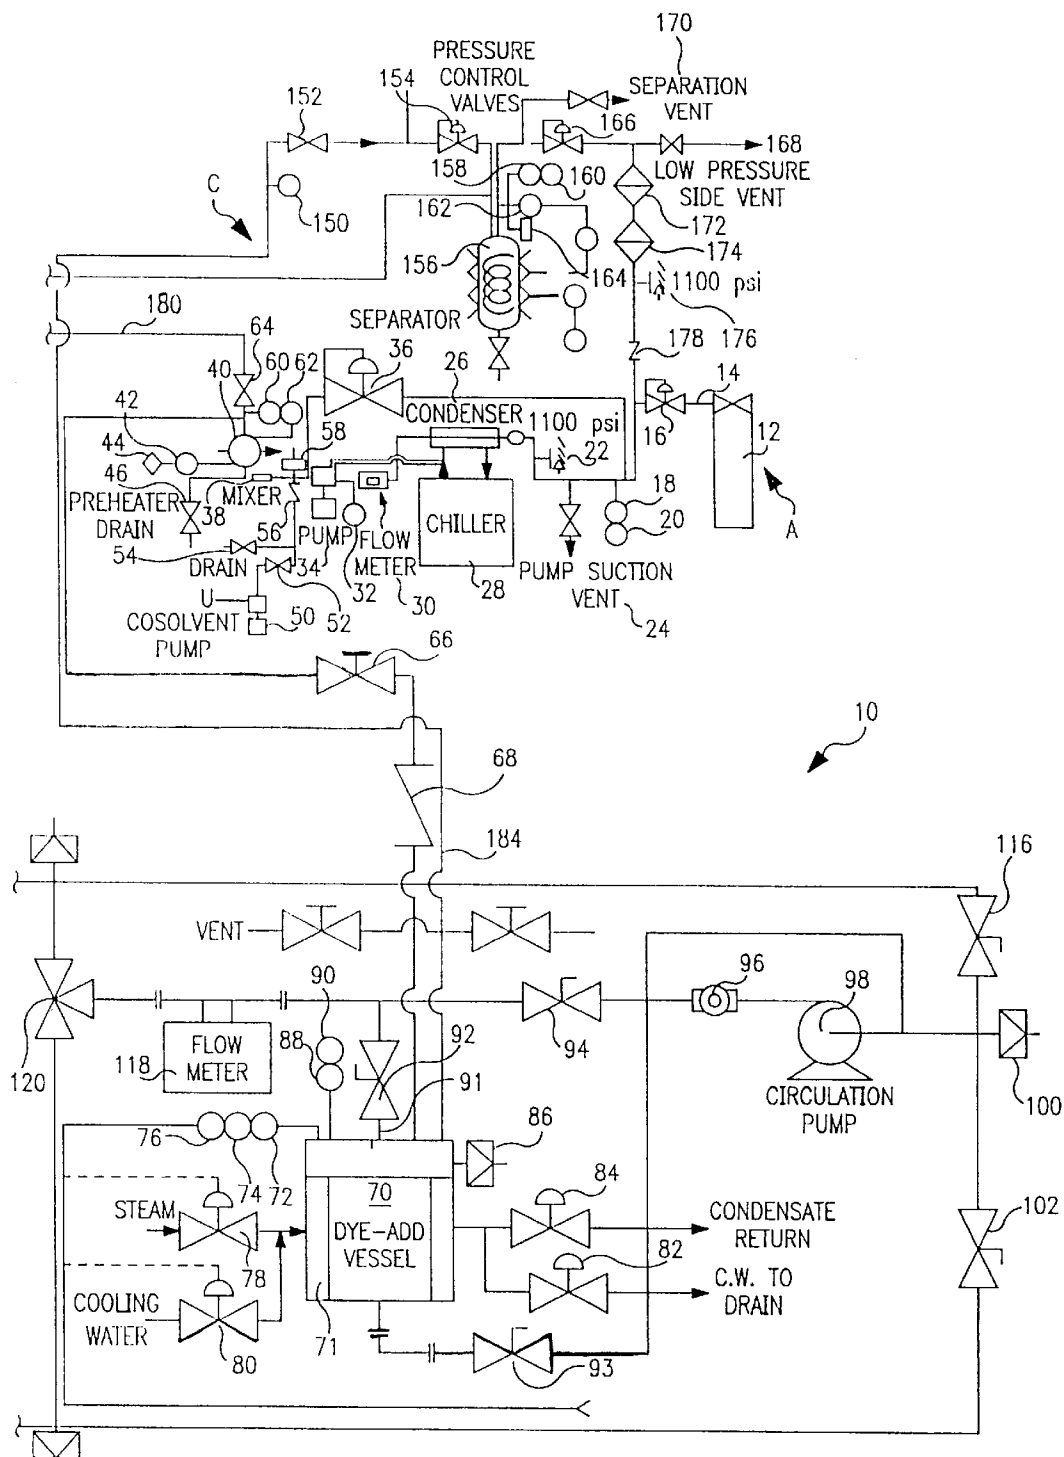 170
PRESSURE
CONTROL
VALVES
SEPARATION
VENT
154
152
166
168
LOW PRESSURE
SIDE VENT
158
160
C
162
150
172
174
156
164
1100 psi
176
SEPARATOR
180
64
178
60
62
36
26
14
40
CONDENSER
1100
psi
42
58
16
12
44
22
46
MIXER
18
PREHEATER
DRAIN
38
56
CHILLER
20
A
PUMP
FLOW
METER
54
DRAIN
34
32
30
28
PUMP SUCTION
VENT
24
U
50
52
COSOLVENT
PUMP
66
10
68
184
116
VENT
90
96
98
88
92
94
FLOW
METER
118
91
120
CIRCULATION
PUMP
100
76
74
72
86
70
DYE-ADD
VESSEL
84
STEAM
CONDENSATE
RETURN
102
78
82
C.W. TO
DRAIN
COOLING
WATER
80
71
93